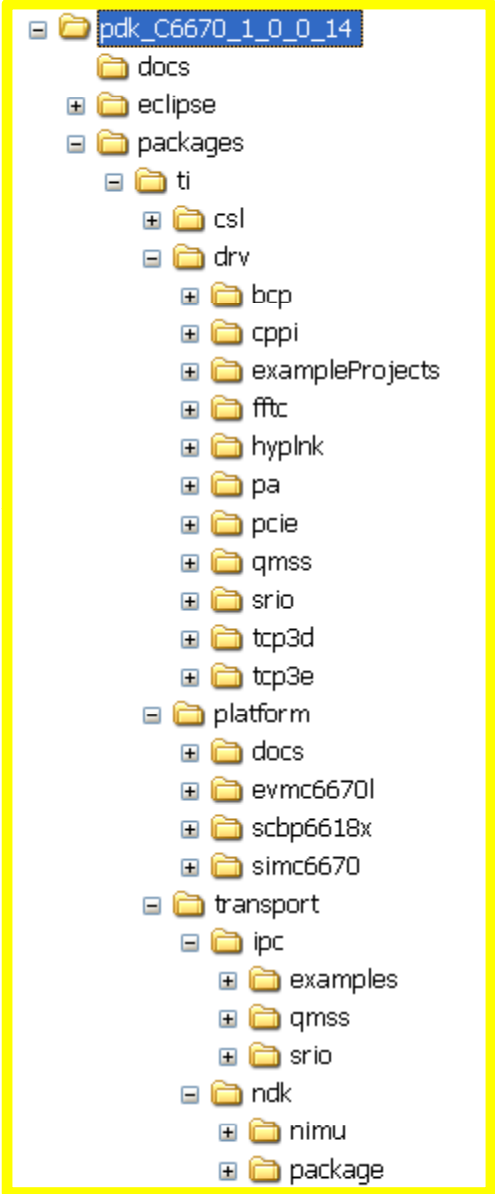 pdk_C6670_1_0_0_14
docs
eclipse
packages
ti
csl
drv
bcp
cppi
exampleProjects
fftc
hyplnk
pa
pcie
qmss
srio
tcp3d
tcp3e
platform
docs
evmc6670l
scbp6618x
simc6670
transport
ipc
examples
qmss
srio
ndk
nimu
package